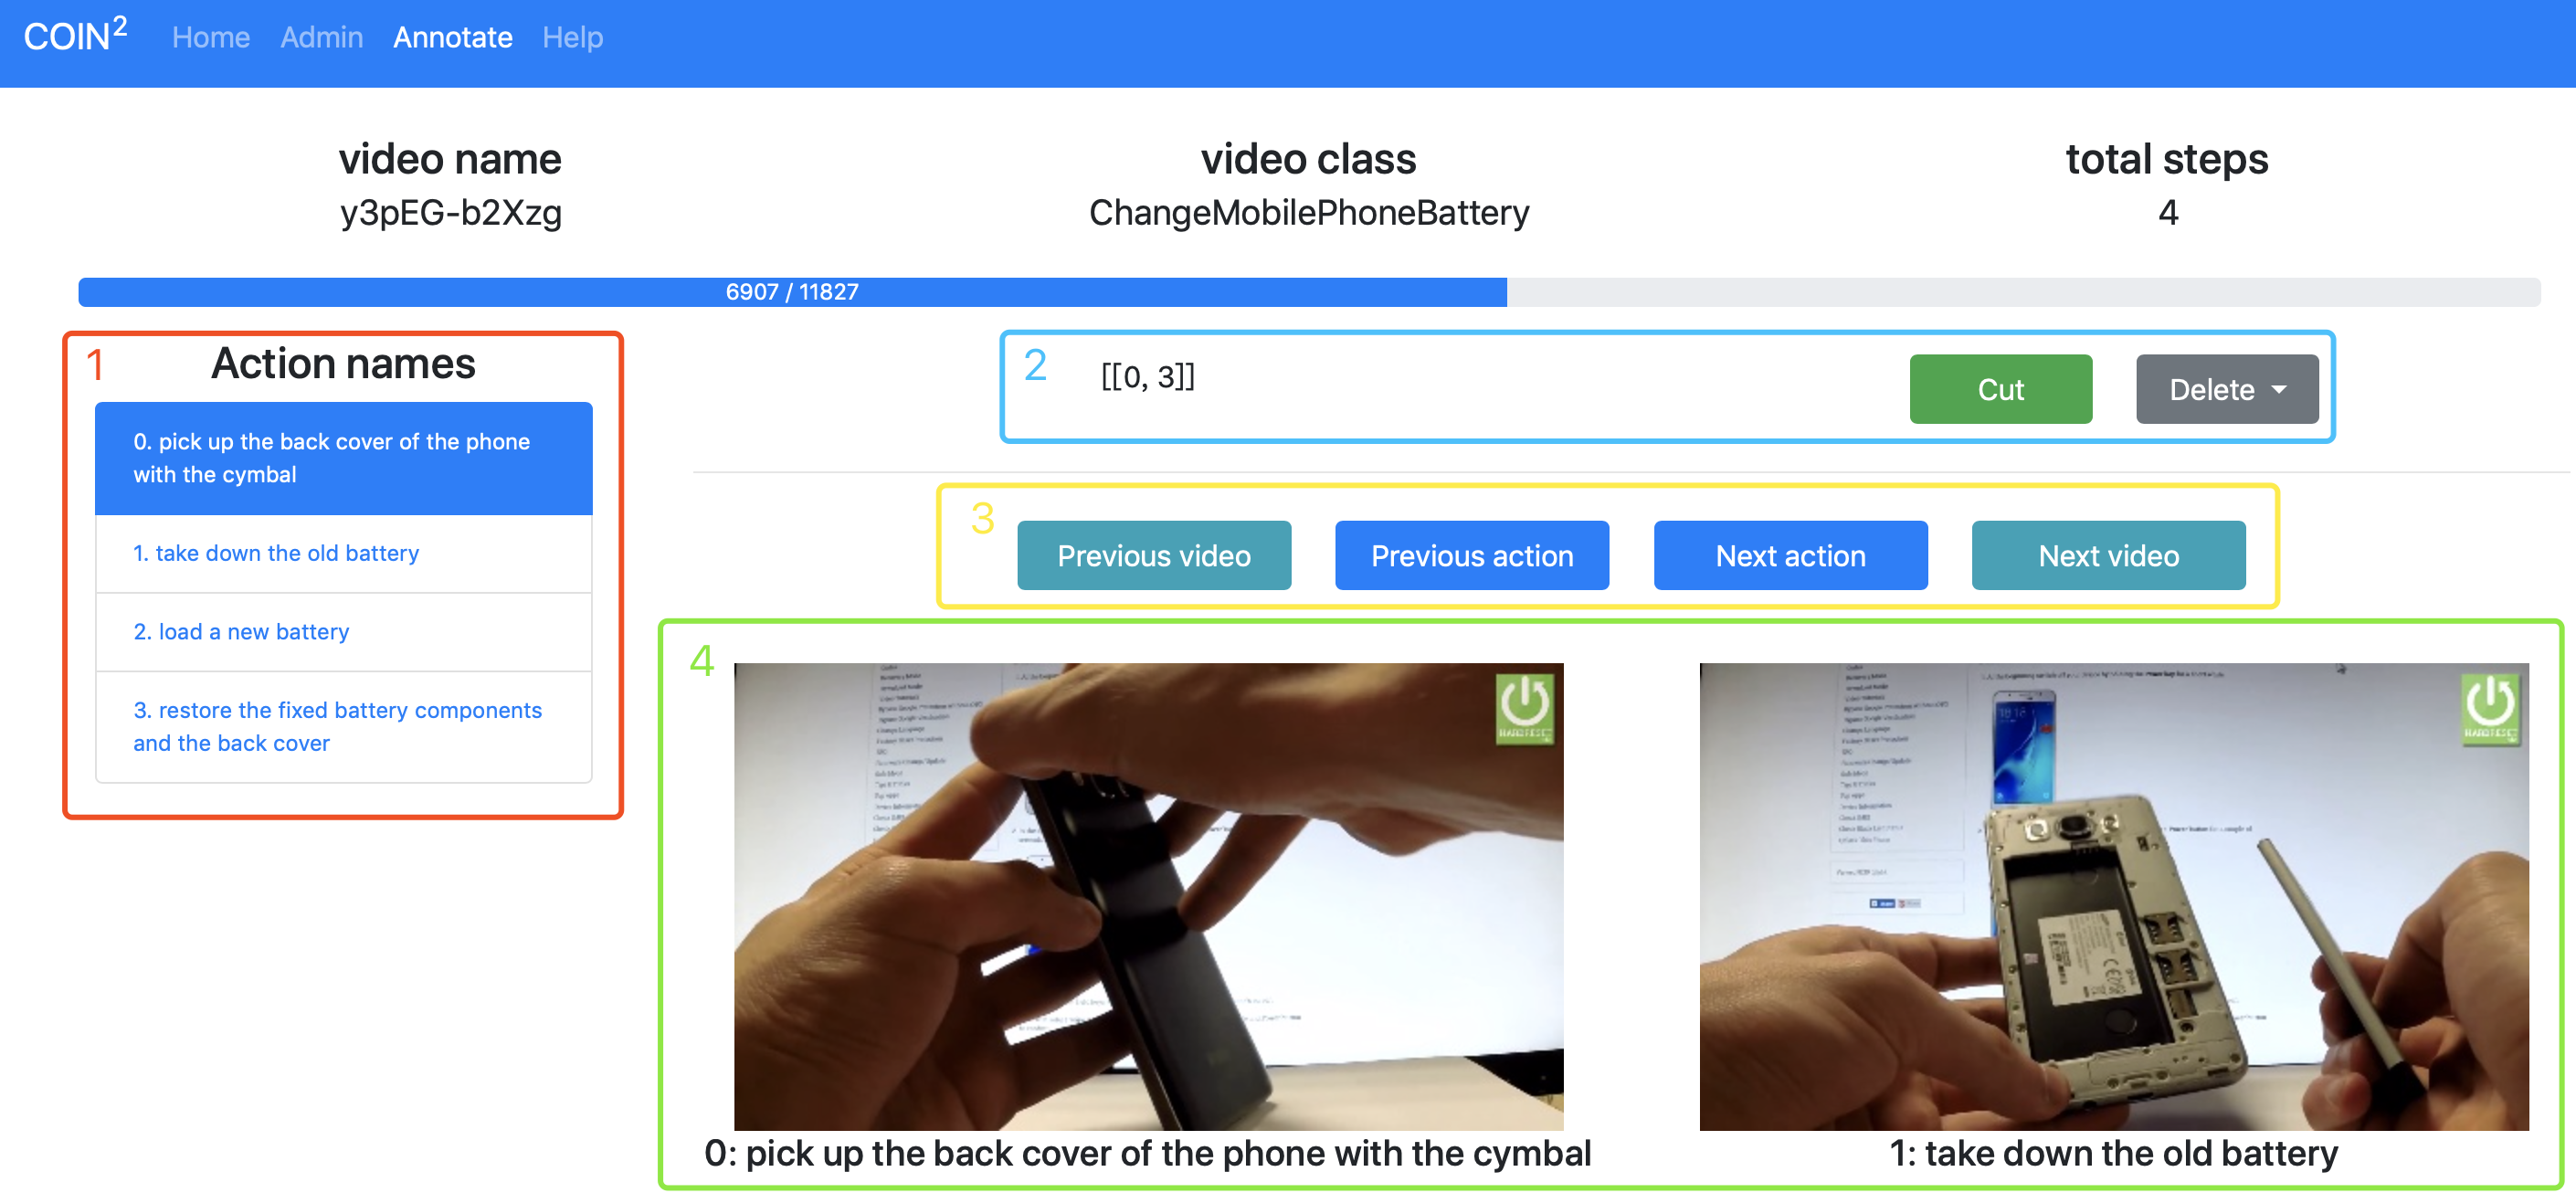 COIN²
Home
Admin
Annotate
Help
video name
video class
total steps
y3pEG-b2Xzg
ChangeMobilePhoneBattery
4
6907 / 11827
1
Action names
0. pick up the back cover of the phone
with the cymbal
1. take down the old battery
2. load a new battery
3. restore the fixed battery components
and the back cover
2
[[0, 3]]
Cut
Delete
3
Previous video
Previous action
Next action
Next video
4
HARDRESET
HARDRESET
0: pick up the back cover of the phone with the cymbal
1: take down the old battery